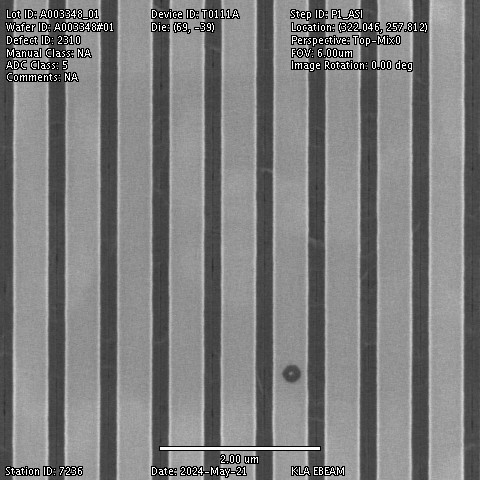 Lot ID: A003348_01
Device ID: T0111A
Step ID: P1_ASI
Wafer ID: A003348#01
Die: (69, -39)
Location: (322.046, 257.812)
Defect ID: 2310
Perspective: Top-Mix0
Manual Class: NA
FOV: 6.00um
ADC Class: 5
Image Rotation: 0.00 deg
Comments: NA
2.00 um
Station ID: 7236
Date: 2024-May-21
KLA EBEAM